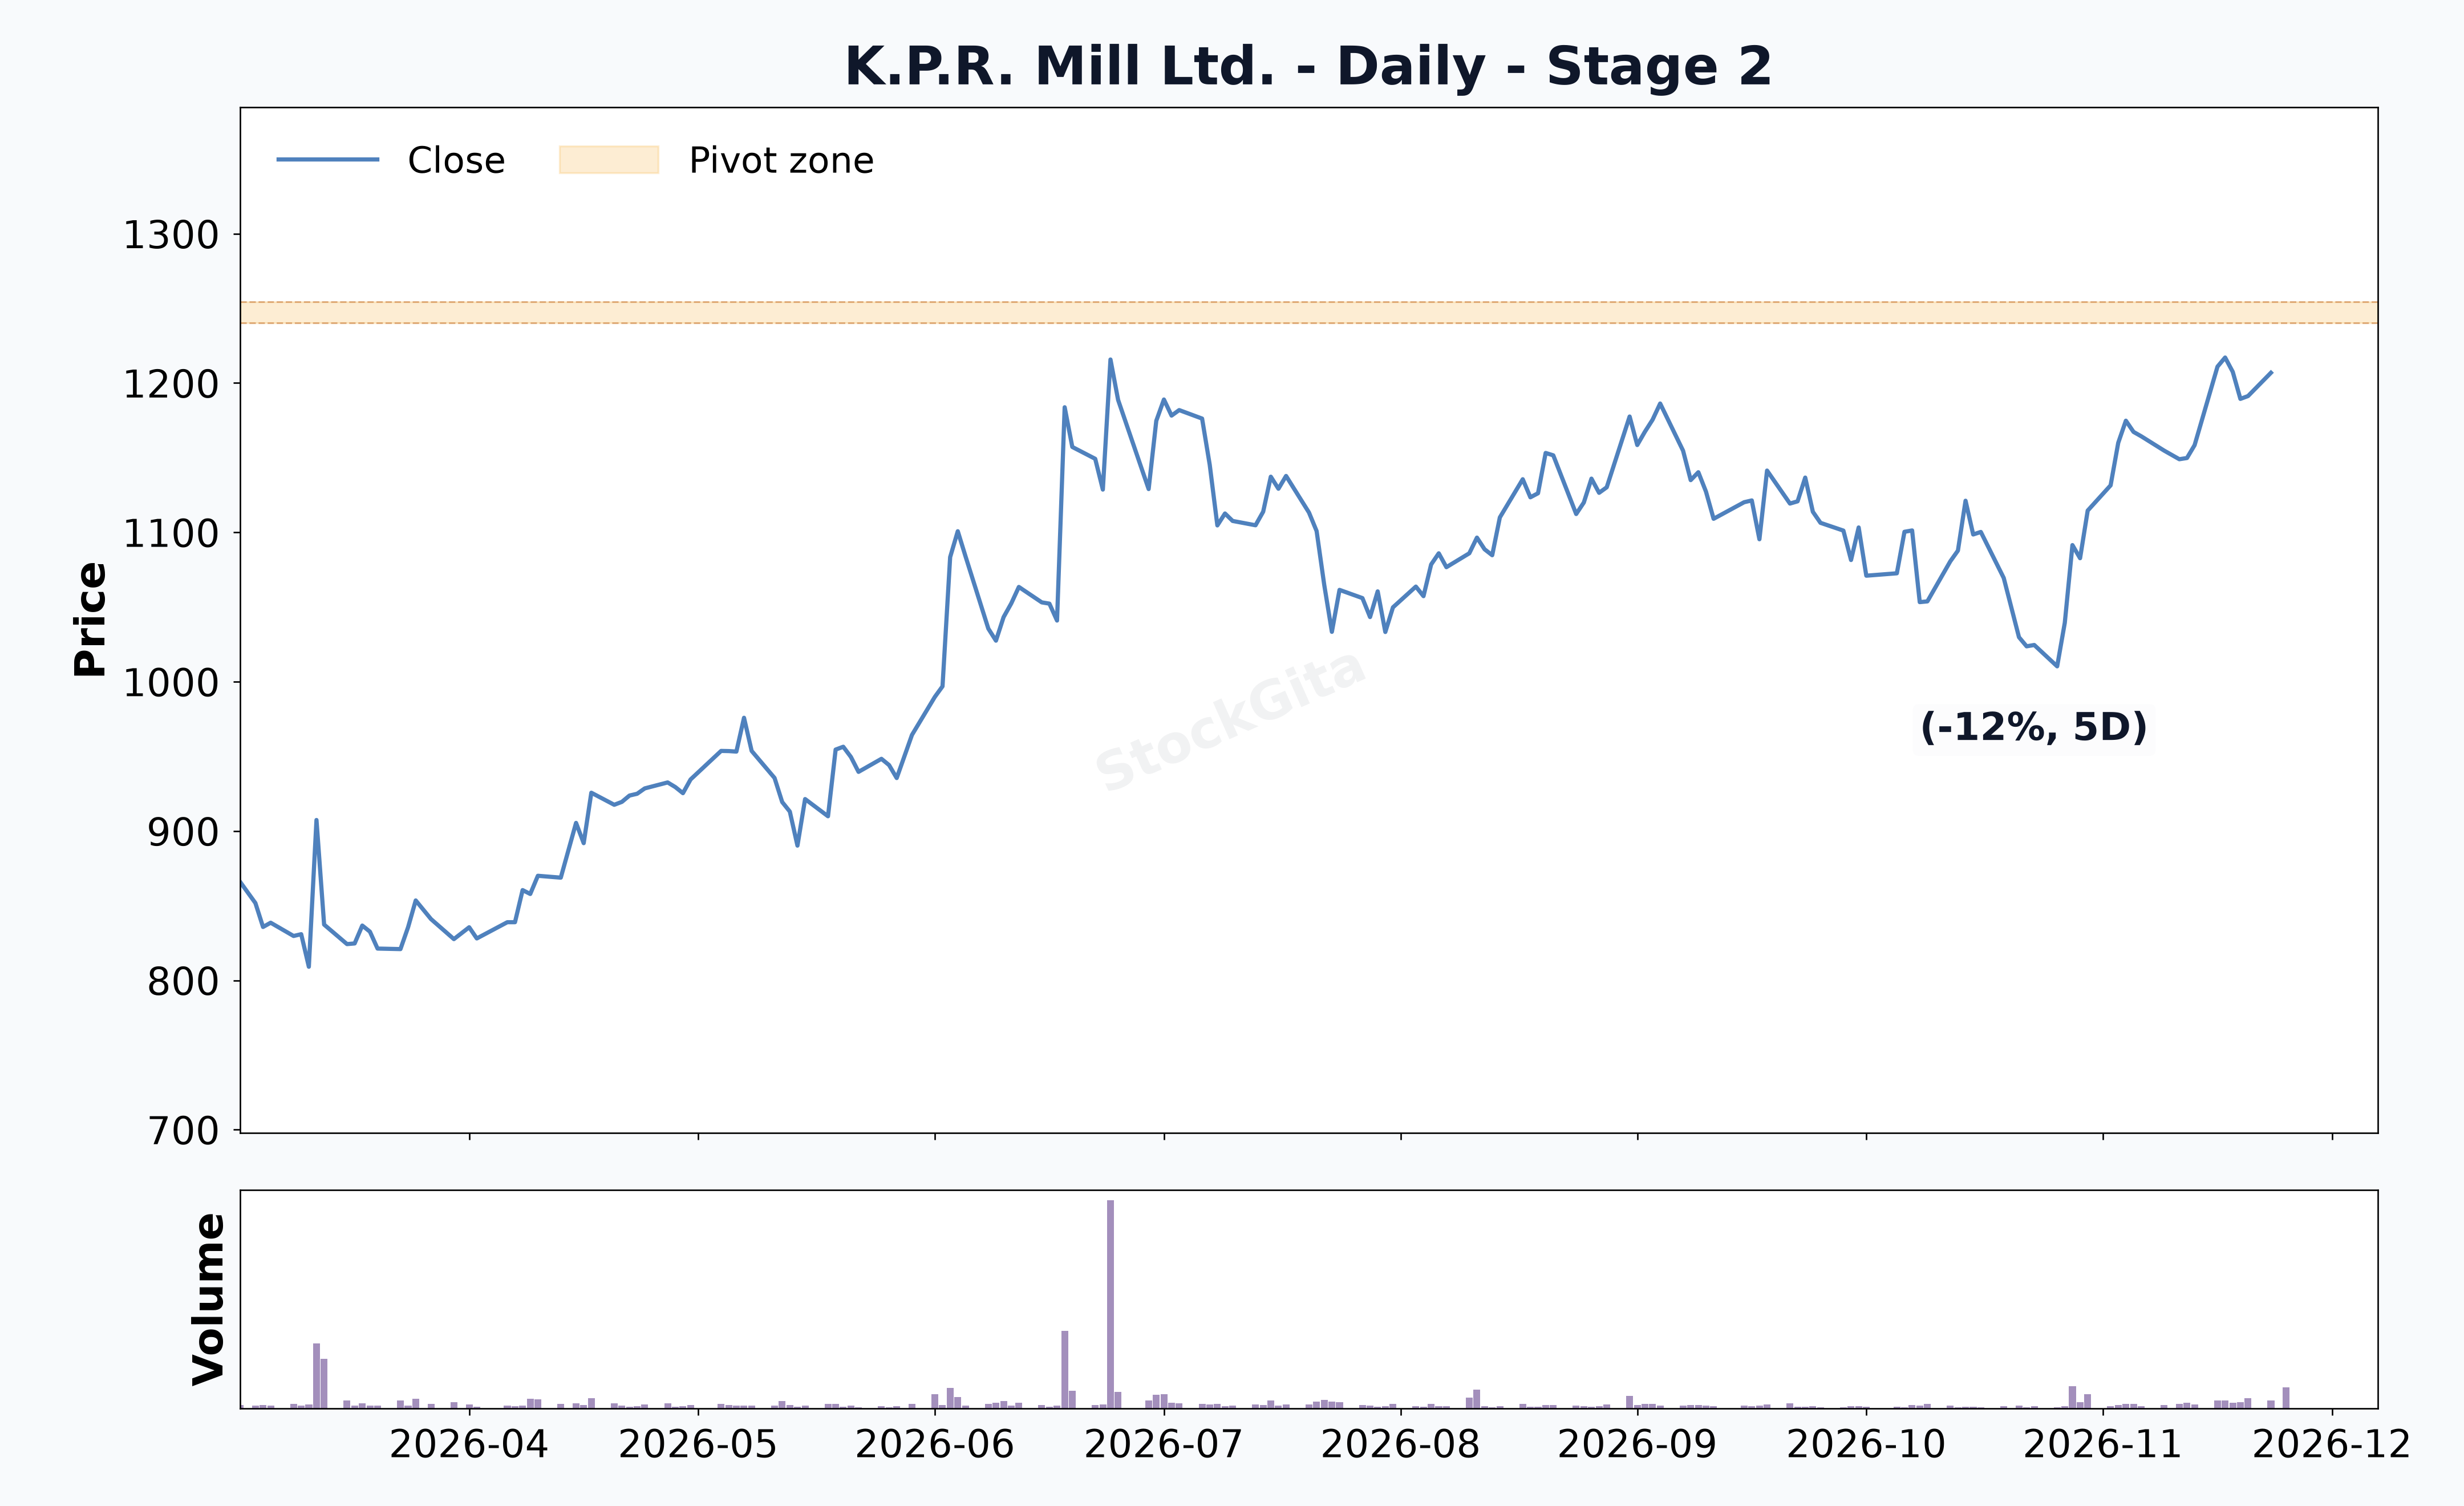 K.P.R. Mill Ltd. - Daily - Stage 2
Close
Pivot zone
1300
1200
1100
1000
900
800
700
Price
StockGita
(-12%, 5D)
Volume
2026-04
2026-05
2026-06
2026-07
2026-08
2026-09
2026-10
2026-11
2026-12